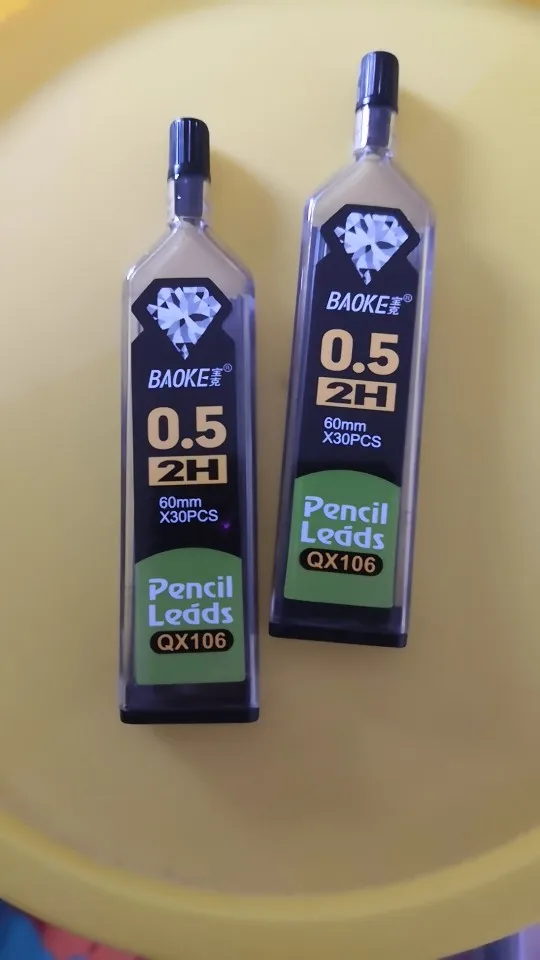 BAOKE宝克®
0.5
2H
60mm
X30PCS
Pencil
Leads
QX106
BAOKE宝克®
0.5
2H
60mm
X30PCS
Pencil
Leads
QX106